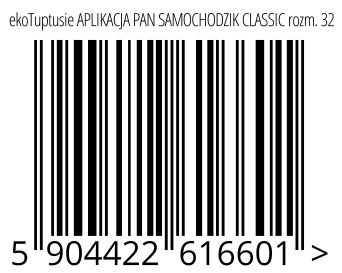 ekoTuptusie APLIKACJA PAN SAMOCHODZIK CLASSIC rozm. 32
5 904422 616601 >